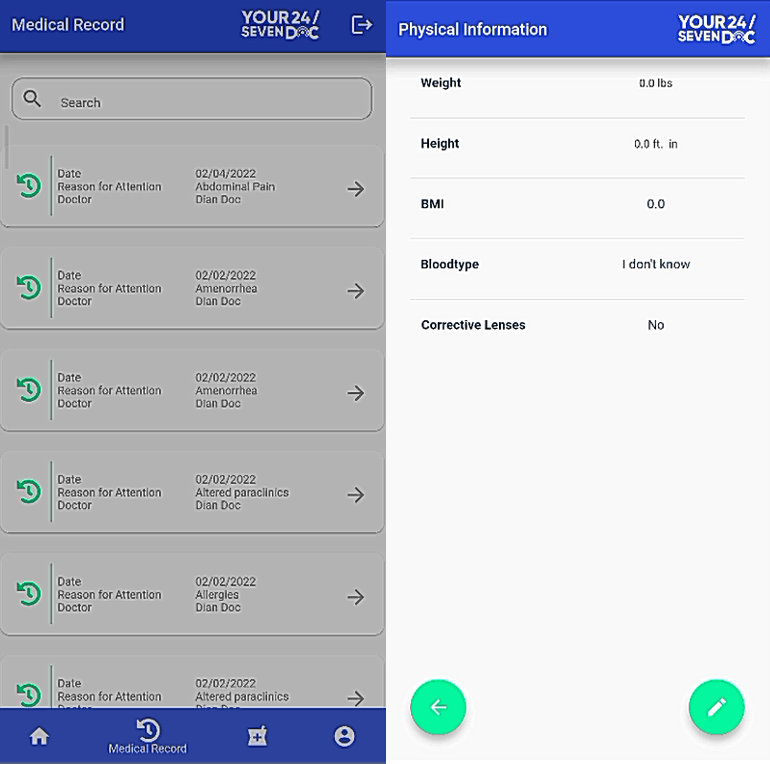 Medical Record
YOUR 24/
SEVEN DOC
Search
Date 02/04/2022
Reason for Attention Abdominal Pain
Doctor Dian Doc
Date 02/02/2022
Reason for Attention Amenorrhea
Doctor Dian Doc
Date 02/02/2022
Reason for Attention Amenorrhea
Doctor Dian Doc
Date 02/02/2022
Reason for Attention Altered paraclinics
Doctor Dian Doc
Date 02/02/2022
Reason for Attention Allergies
Doctor Dian Doc
Date 02/02/2022
Reason for Attention Altered paraclinics
Doctor Dian Doc
Medical Record
Physical Information
YOUR 24/
SEVEN DOC
Weight 0.0 lbs
Height 0.0 ft. in
BMI 0.0
Bloodtype I don't know
Corrective Lenses No